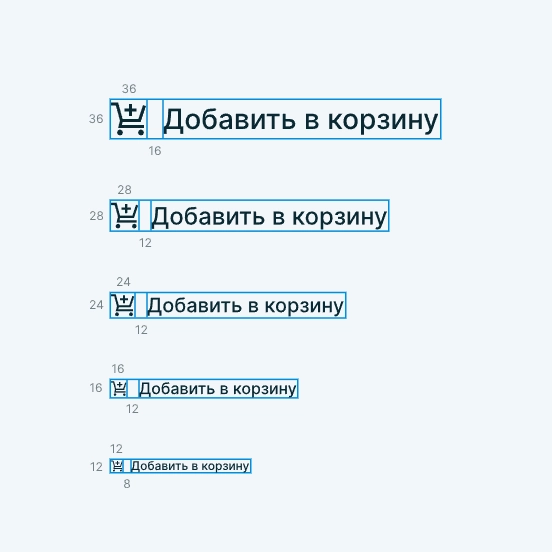 36
36 Добавить в корзину
16
28
28 Добавить в корзину
12
24
24 Добавить в корзину
12
16
16 Добавить в корзину
12
12
12 Добавить в корзину
8